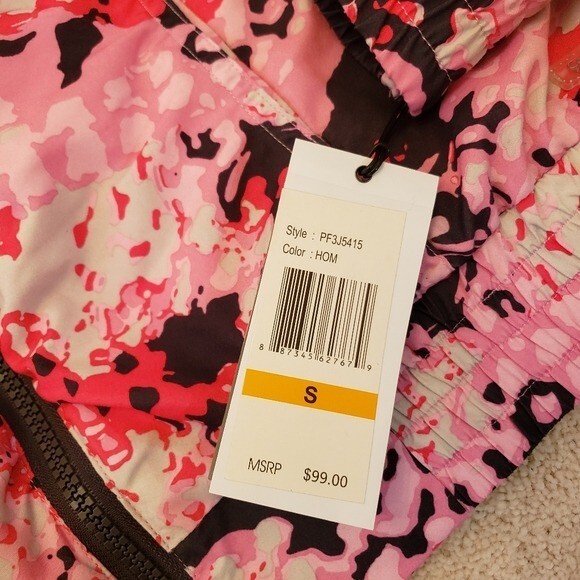 Style : PF3J5415
Color : HOM
8 87345 62767 9
S
MSRP $99.00